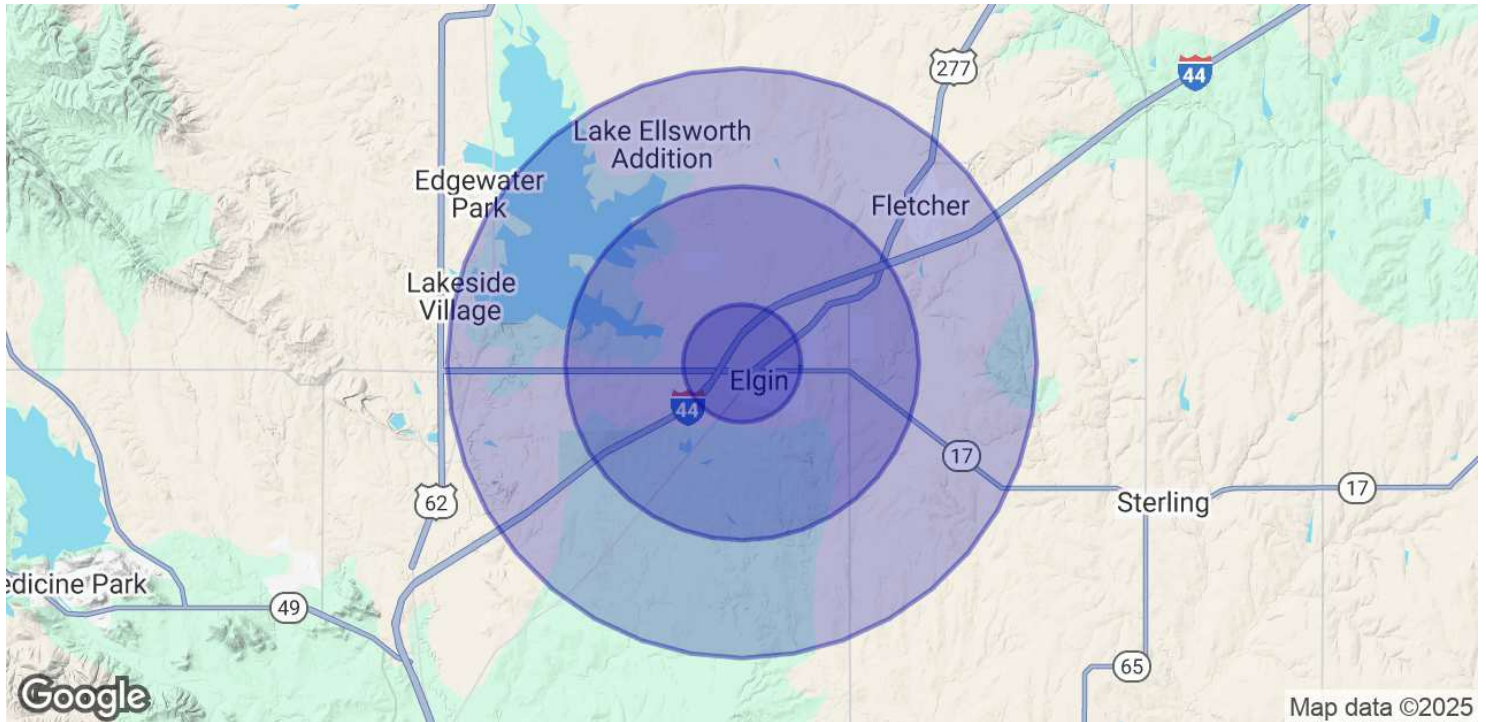 277
44
Lake Ellsworth
Addition
Edgewater
Park
Fletcher
Lakeside
Village
Elgin
44
17
62
Sterling
17
edicine Park
49
65
Google
Map data ©2025